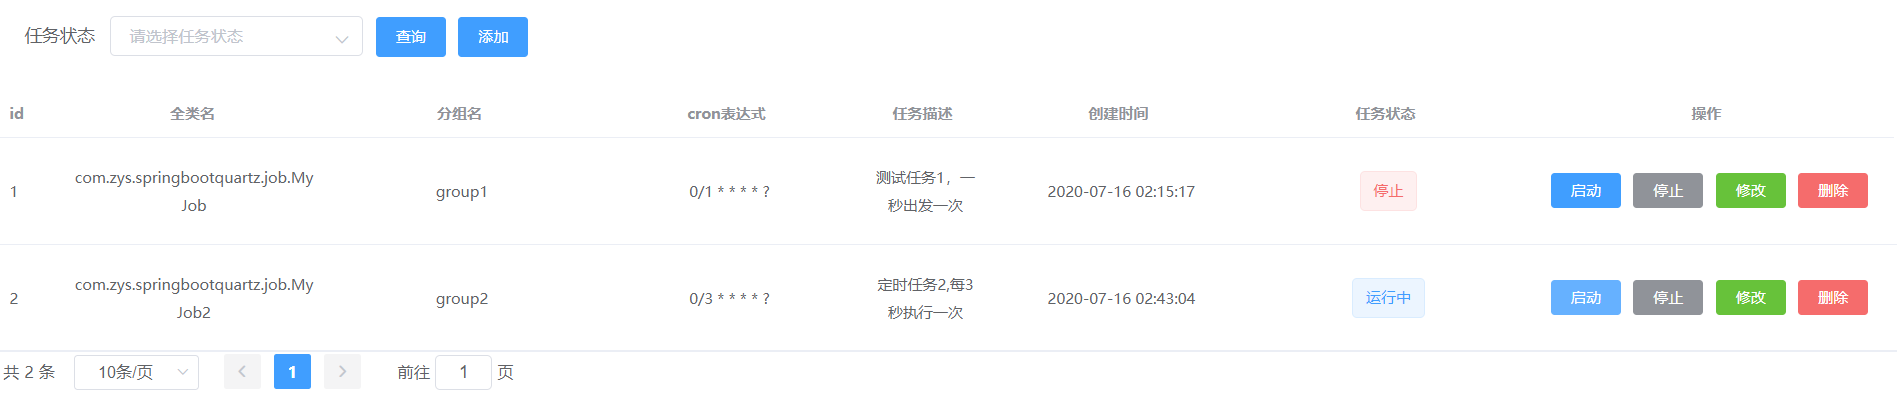 任务状态 请选择任务状态 查询 添加
id 全类名 分组名 cron表达式 任务描述 创建时间 任务状态 操作
com.zys.springbootquartz.job.My 测试任务1，一
1 group1 0/1 * * * * ? 2020-07-16 02:15:17 停止 启动 停止 修改 删除
Job 秒出发一次
com.zys.springbootquartz.job.My 定时任务2,每3
2 group2 0/3 * * * * ? 2020-07-16 02:43:04 运行中 启动 停止 修改 删除
Job2 秒执行一次
共 2 条 10条/页 1 前往 1 页